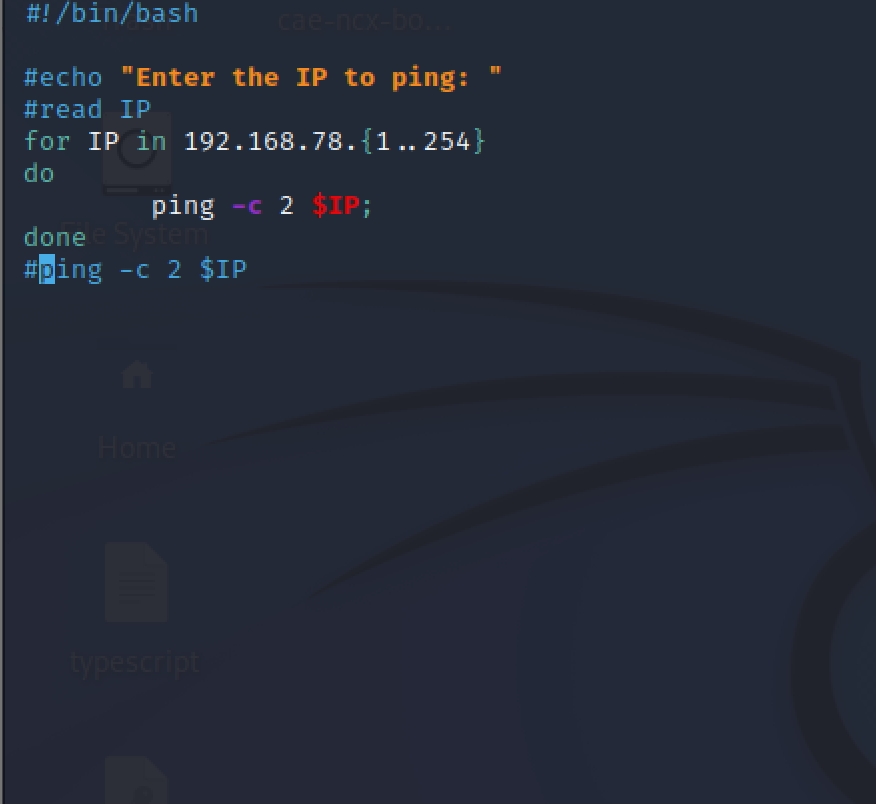 #!/bin/bash
cae-ncx-bo...
#echo "Enter the IP to ping: "
#read IP
for IP in 192.168.78.{1..254}
do
ping -c 2 $IP;
File System
done
#ping -c 2 $IP
Home
typescript